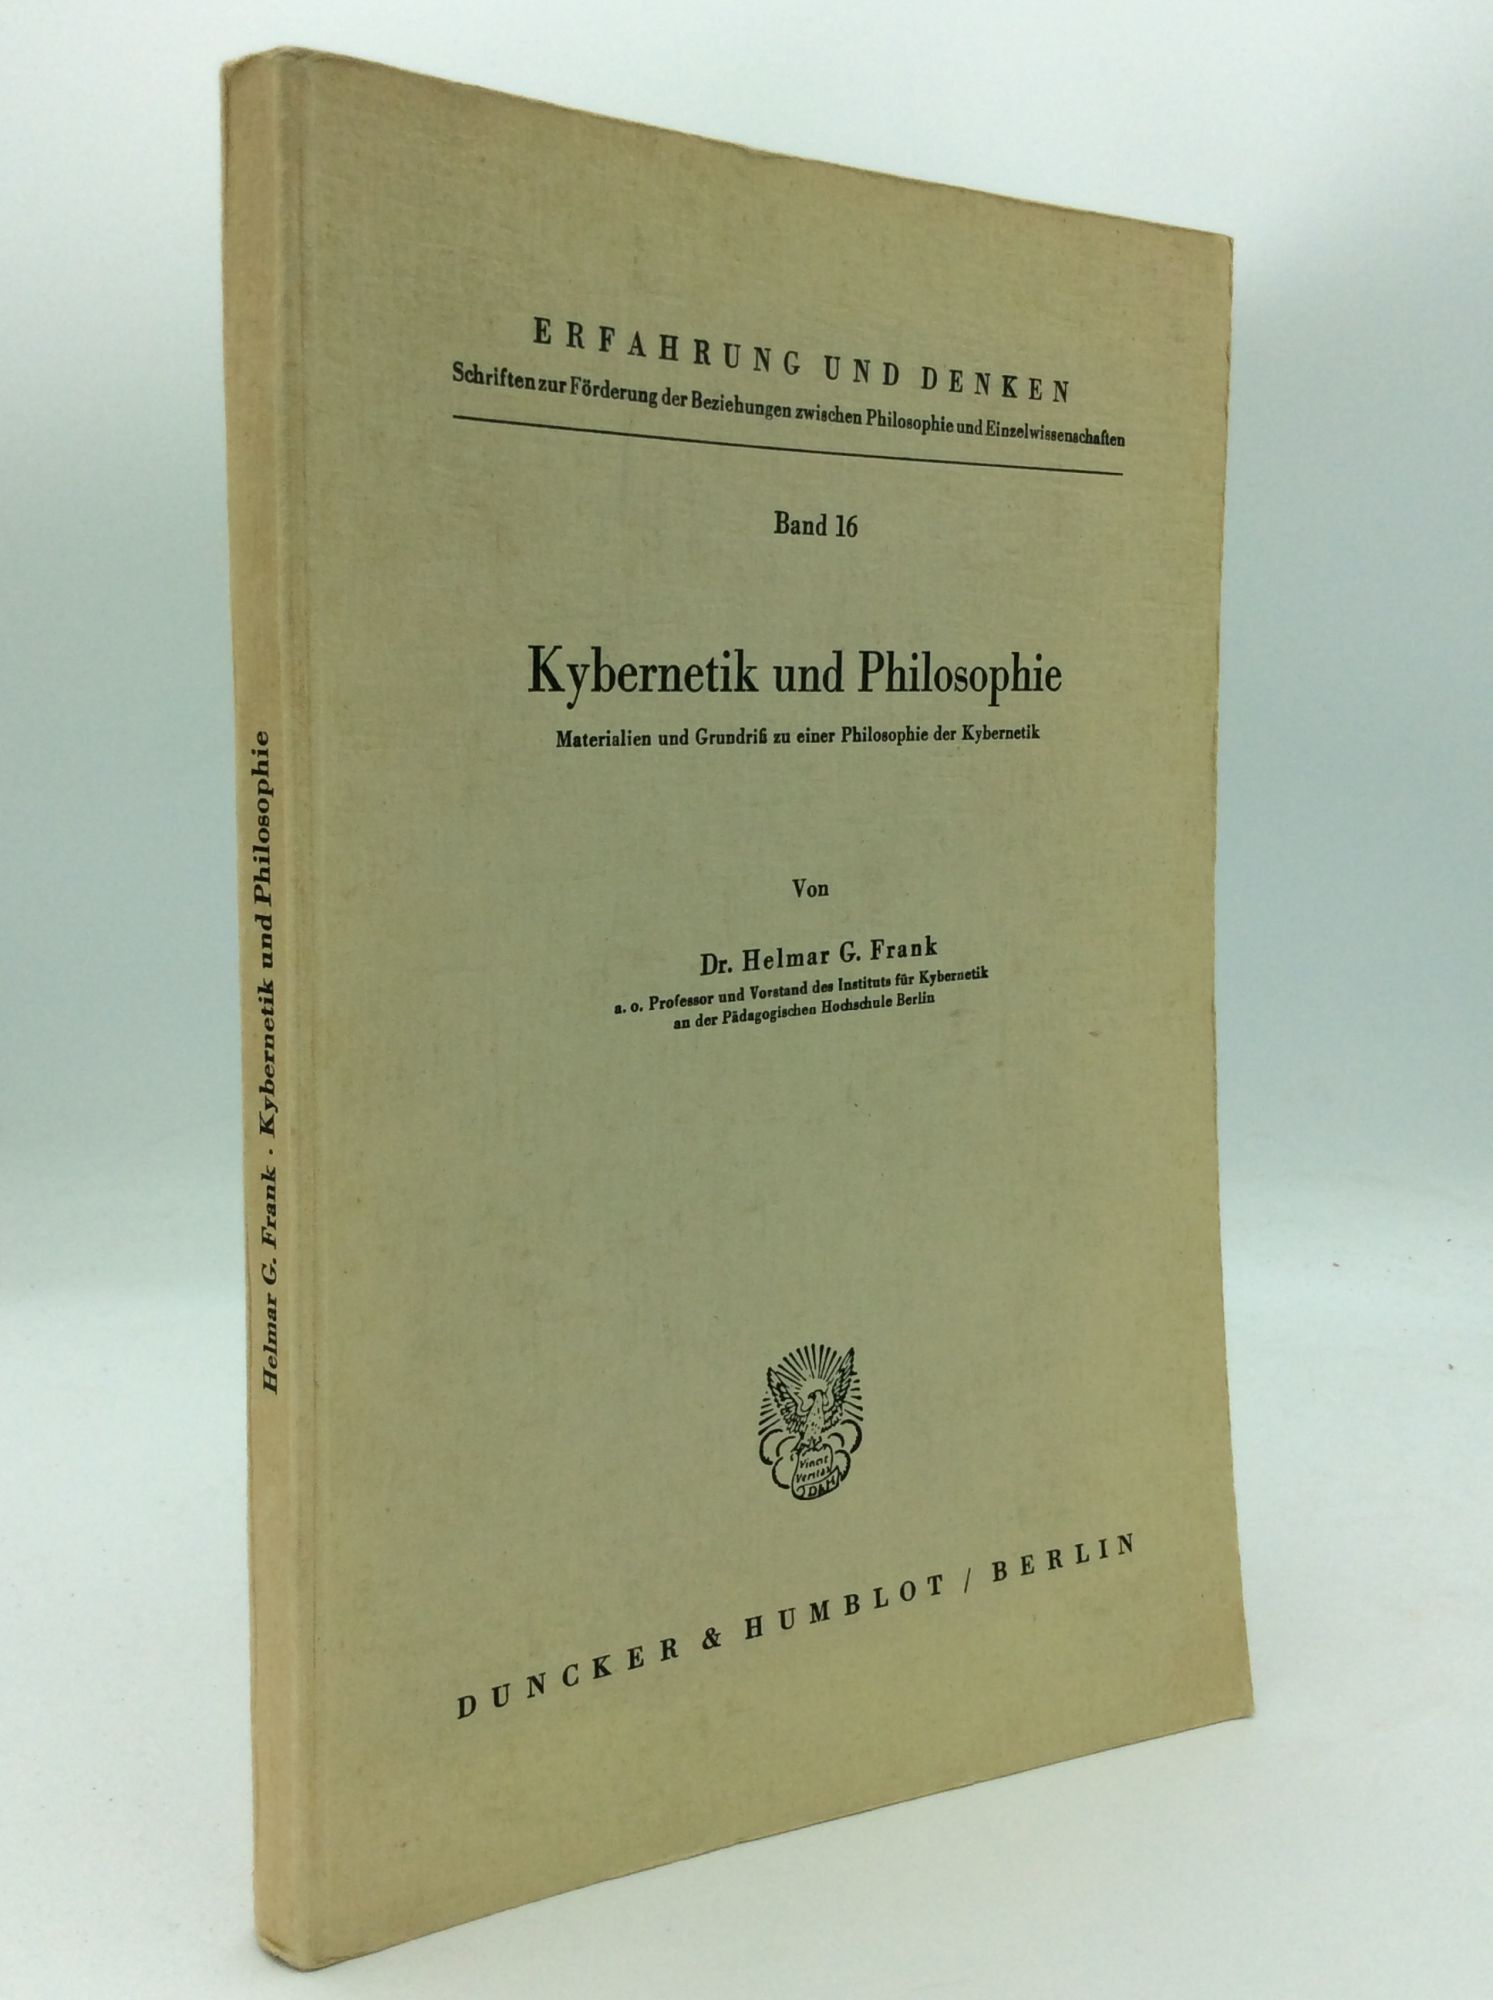 ERFAHRUNG UND DENKEN
Schriften zur Förderung der Beziehungen zwischen Philosophie und Einzelwissenschaften
Band 16
Kybernetik und Philosophie
Materialien und Grundriß zu einer Philosophie der Kybernetik
Von
Dr. Helmar G. Frank
a. o. Professor und Vorstand des Instituts für Kybernetik
an der Pädagogischen Hochschule Berlin
Vincit
Veritas
D&H
DUNCKER & HUMBLOT / BERLIN
Helmar G. Frank · Kybernetik und Philosophie